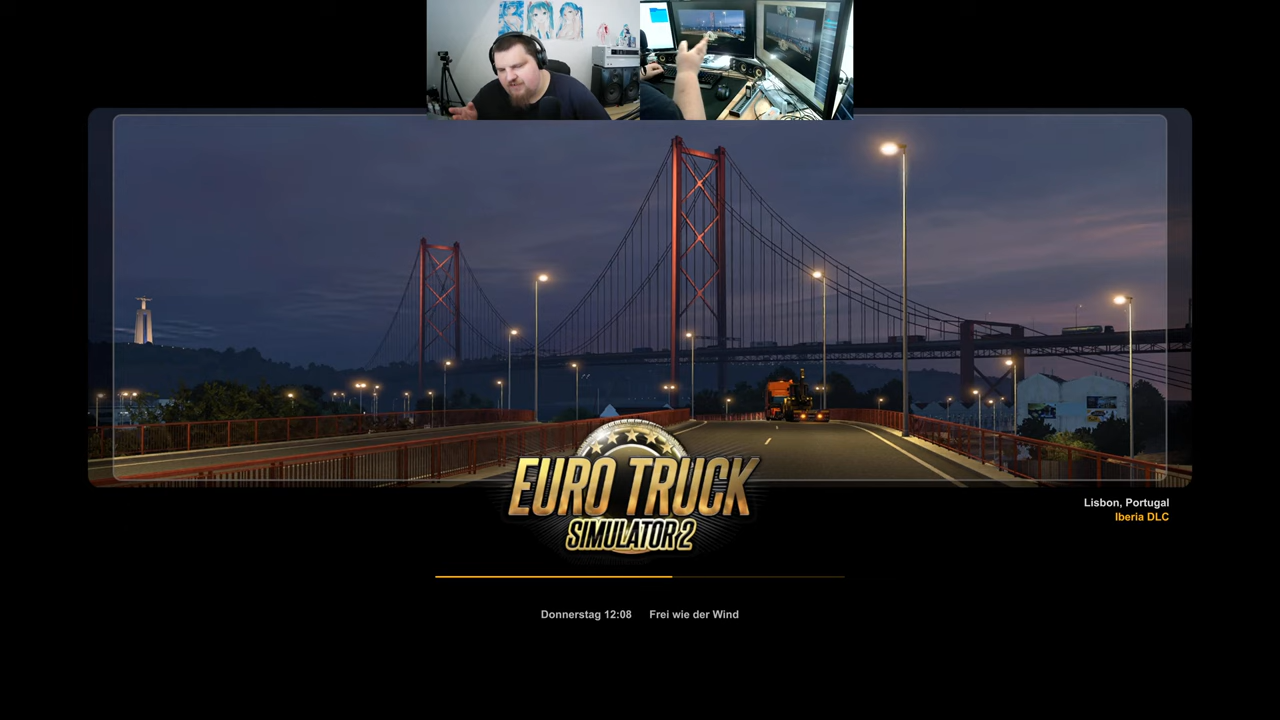 EURO TRUCK
SIMULATOR 2
Lisbon, Portugal
Iberia DLC
Donnerstag 12:08 Frei wie der Wind